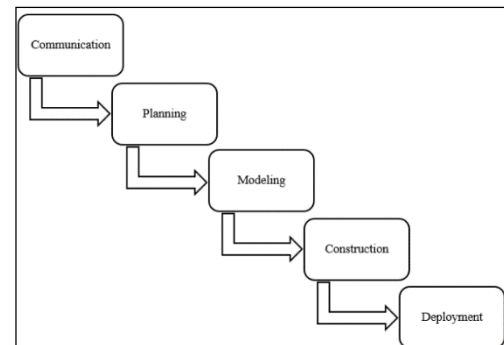 Communication
Planning
Modeling
Construction
Deployment